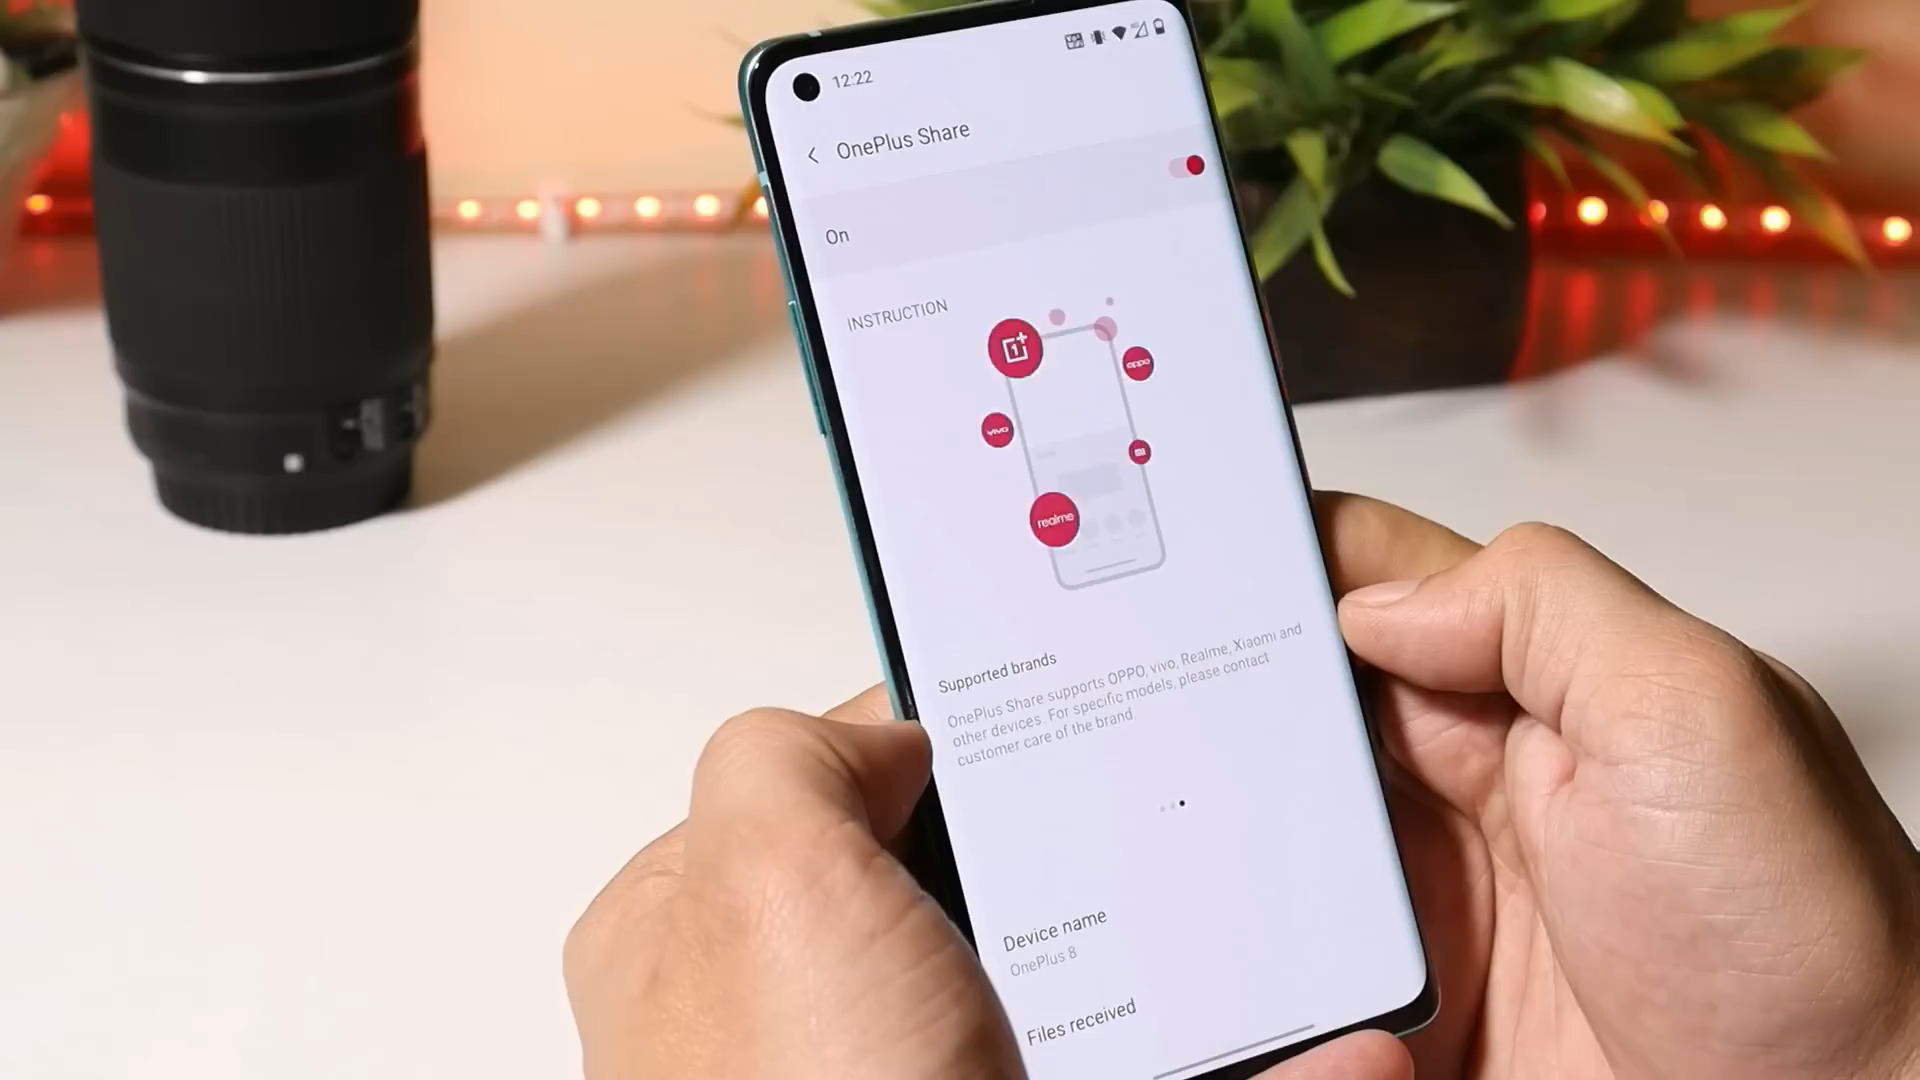 12:22
OnePlus Share
On
INSTRUCTION
oppo
vivo
mi
realme
Supported brands
OnePlus Share supports OPPO, vivo, Realme, Xiaomi and
other devices. For specific models, please contact
customer care of the brand.
Device name
OnePlus 8
Files received